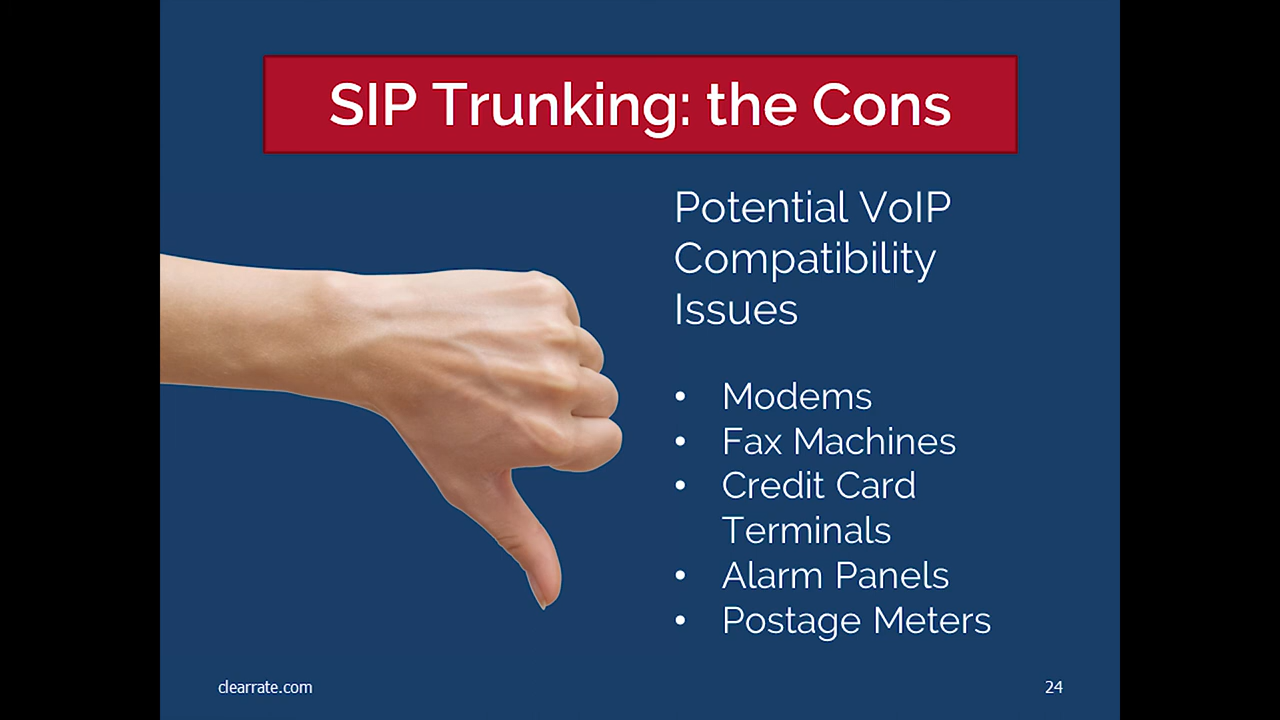 SIP Trunking: the Cons
Potential VoIP
Compatibility
Issues
• Modems
• Fax Machines
• Credit Card
Terminals
• Alarm Panels
• Postage Meters
clearrate.com
24